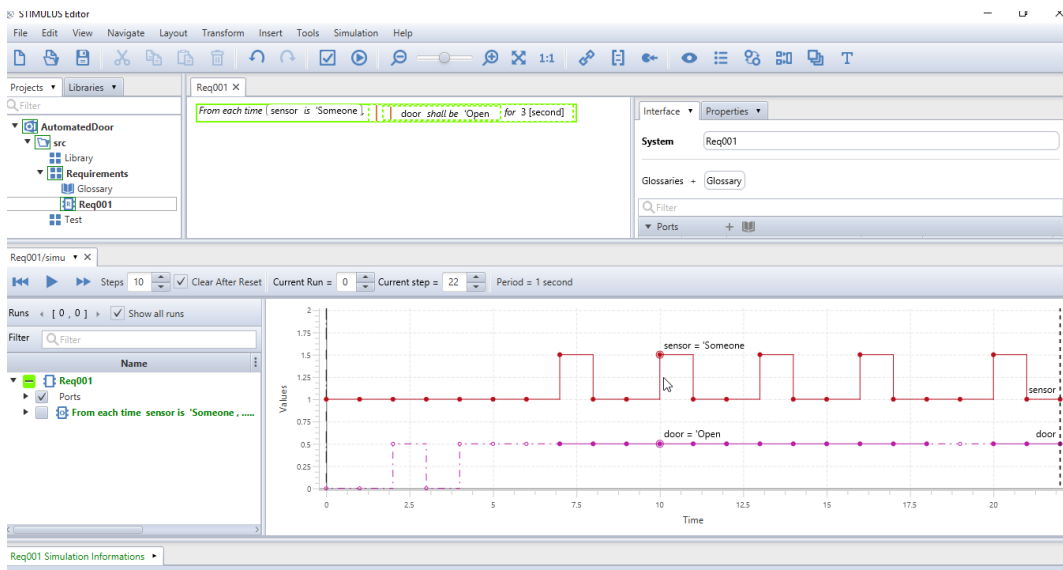 STIMULUS Editor
File Edit View Navigate Layout Transform Insert Tools Simulation Help
1:1 T
Projects Libraries
Req001
Filter
From each time sensor is 'Someone , door shall be 'Open for 3 [second]
Interface Properties
AutomatedDoor
src
System Req001
Library
Requirements
Glossary
Glossaries + Glossary
Req001
Filter
Test
Ports +
Req001/simu
Steps 10 Clear After Reset Current Run = 0 Current step = 22 Period = 1 second
Runs [ 0 , 0 ] Show all runs
Filter Filter
Name
Req001
Ports
From each time sensor is 'Someone , .....
Values
2
1.75
1.5
1.25
1
0.75
0.5
0.25
0
sensor = 'Someone
sensor
door = 'Open
door
0 2.5 5 7.5 10 12.5 15 17.5 20
Time
Req001 Simulation Informations